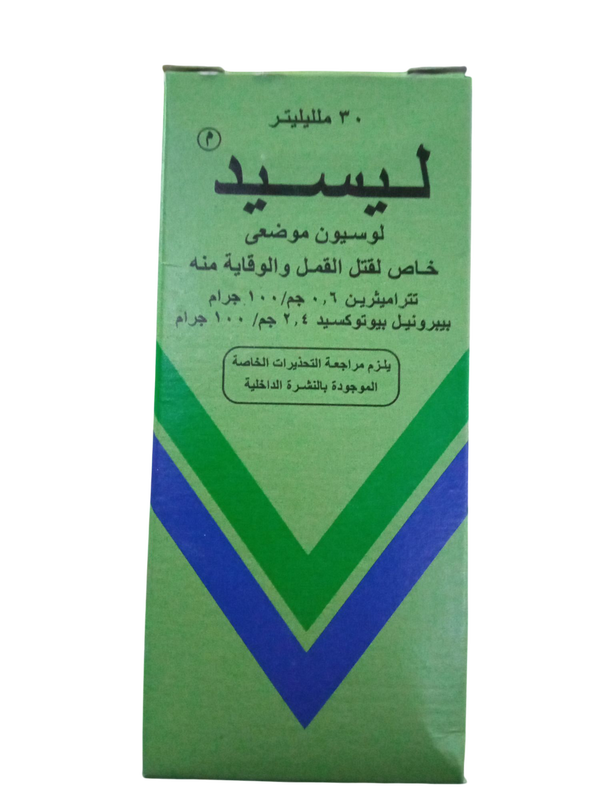 ٣٠ ملليليتر
م
ليسيد
لوسيون موضعى
خاص لقتل القمل والوقاية منه
تتراميثرين ٠,٦ جم/١٠٠ جرام
بيبرونيل بيوتوكسيد ٢,٤ جم/ ١٠٠ جرام
يلزم مراجعة التحذيرات الخاصة
الموجودة بالنشرة الداخلية